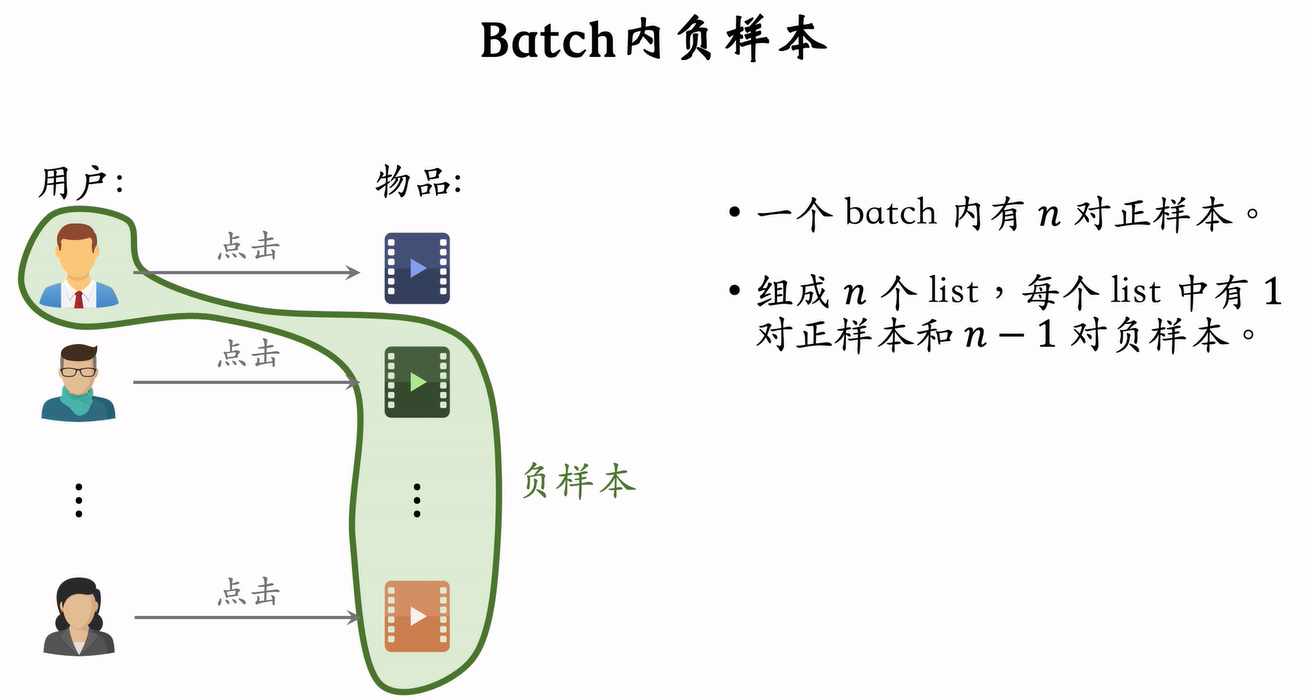 Batch内负样本
用户:
物品:
点击
点击
点击
负样本
• 一个 batch 内有 n 对正样本。
• 组成 n 个 list，每个 list 中有 1
对正样本和 n − 1 对负样本。